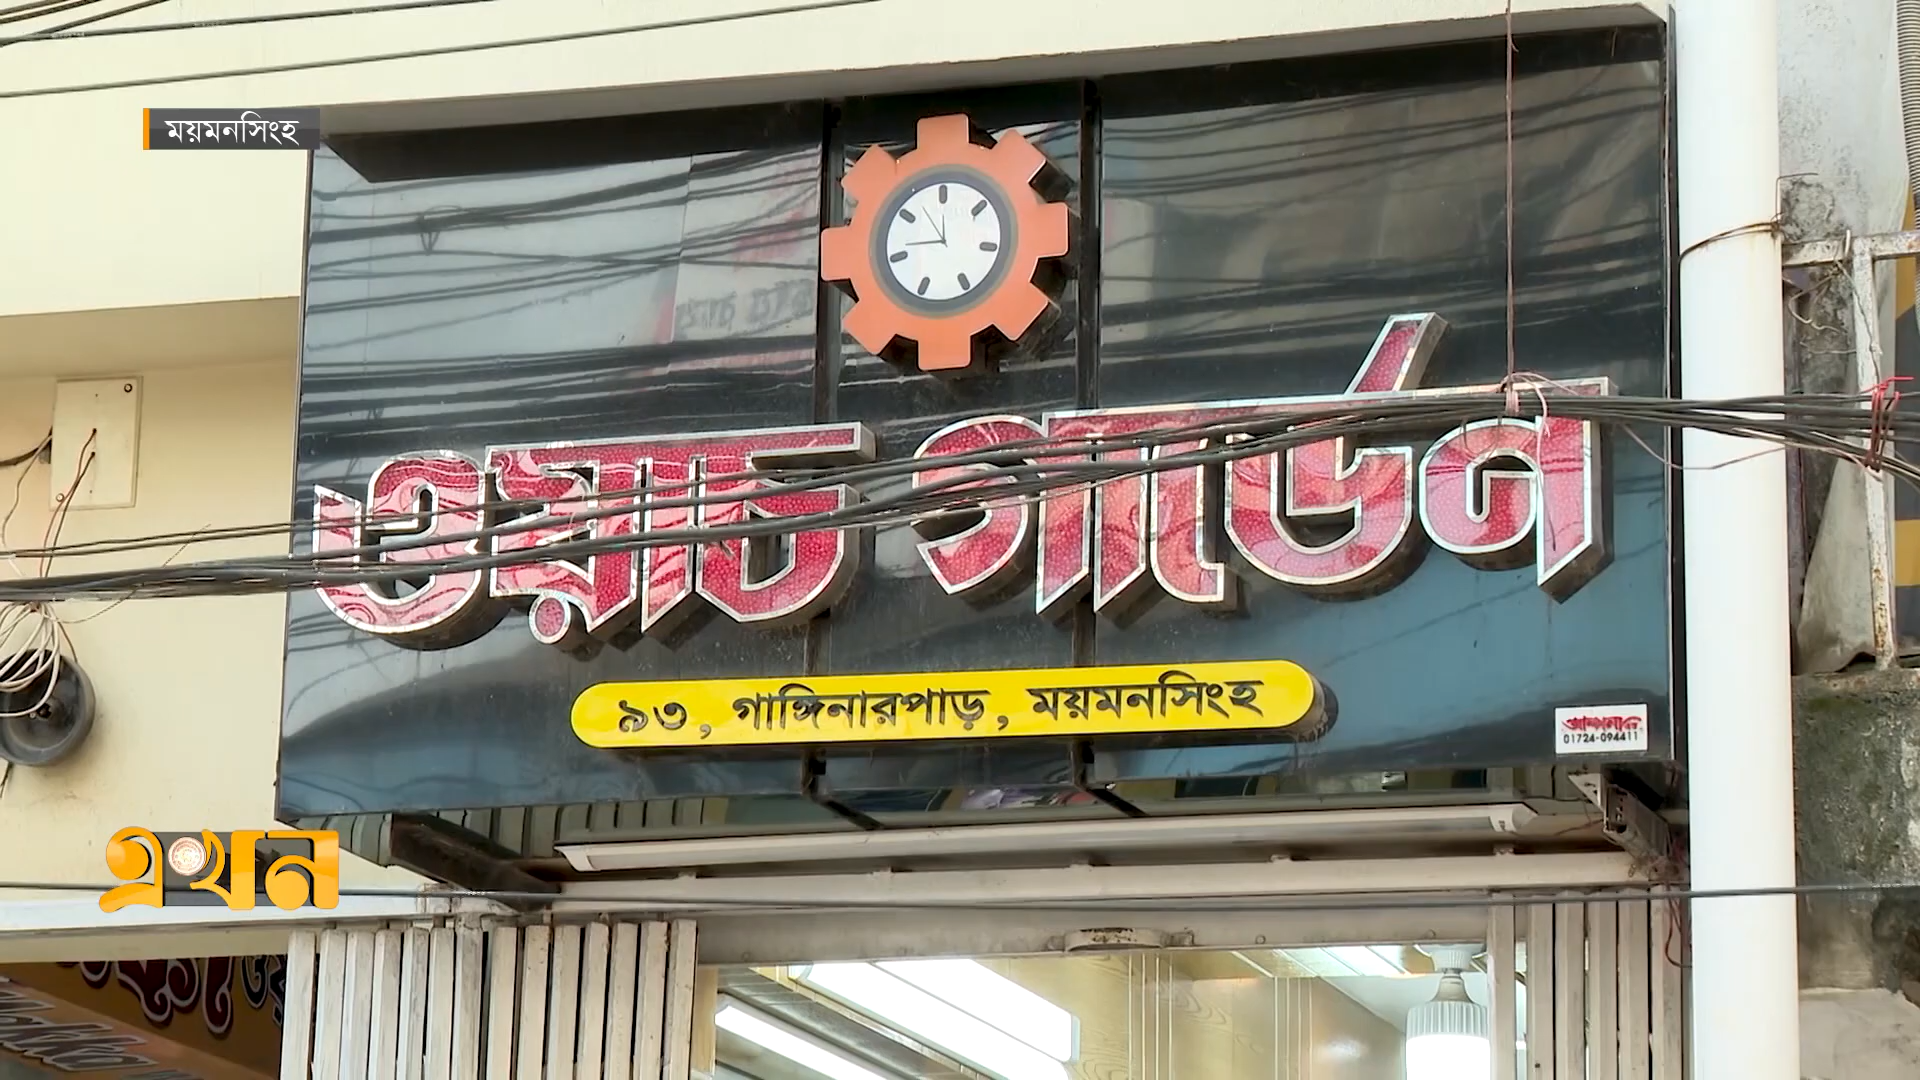 ময়মনসিংহ
ওয়াচ গার্ডেন
৯৩, গাঙ্গিনারপাড়, ময়মনসিংহ
01724-094411
এখন